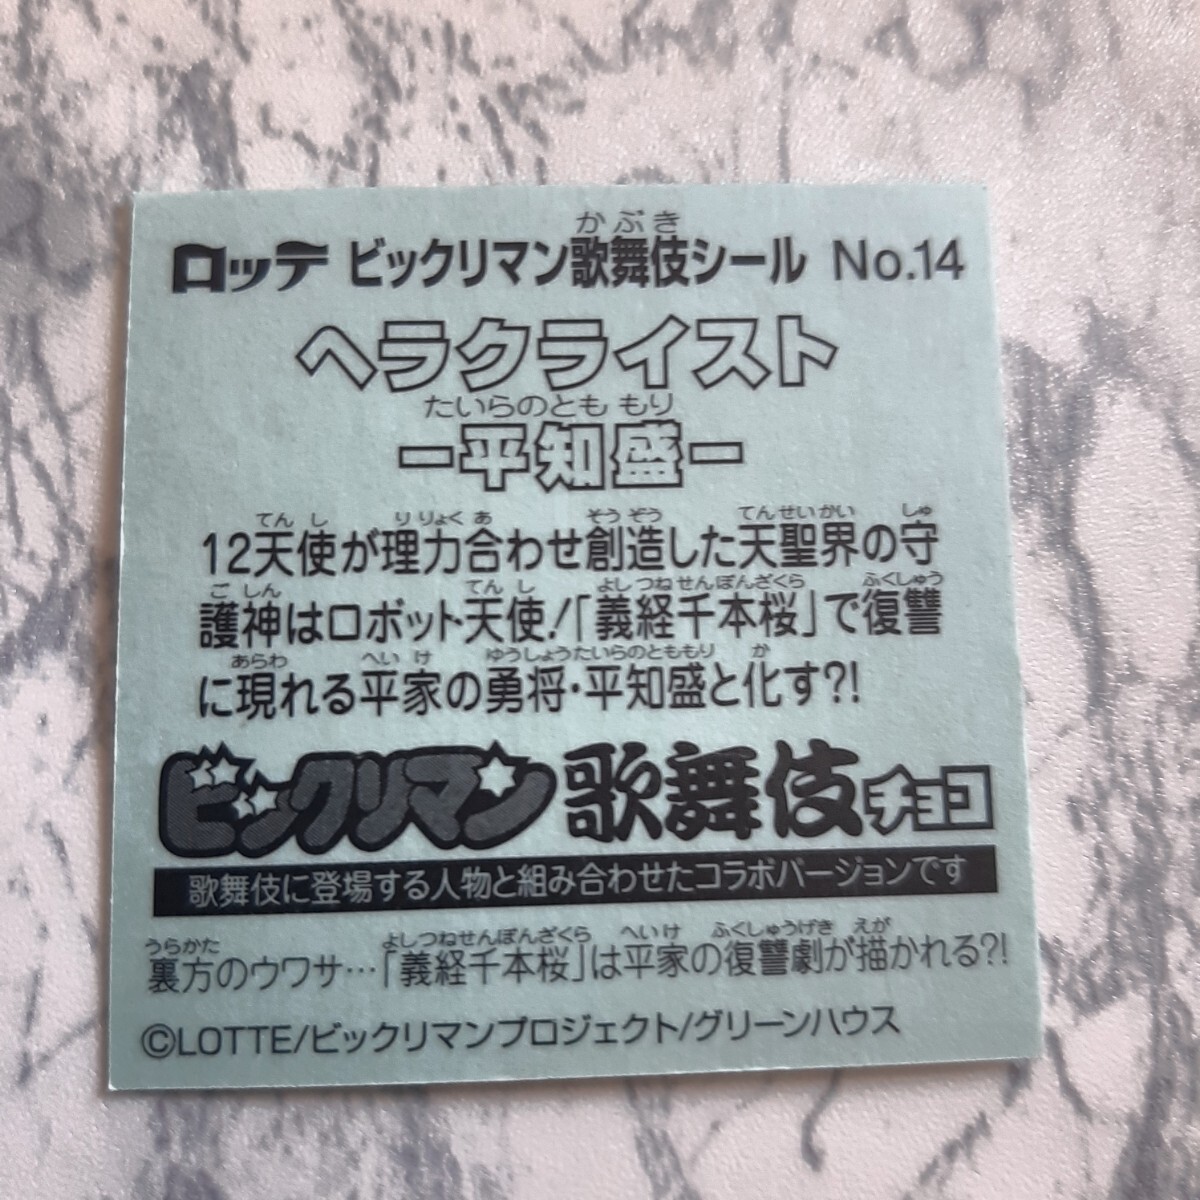 ロッテ ビックリマン歌舞伎シール No.14
かぶき
ヘラクライスト
たいらのとももり
ー平知盛ー
てんし りりょくあ そうぞう てんせいかい しゅ
12天使が理力合わせ創造した天聖界の守
ごしん てんし よしつねせんぼんざくら ふくしゅう
護神はロボット天使!「義経千本桜」で復讐
あらわ へいけ ゆうしょうたいらのとももり か
に現れる平家の勇将・平知盛と化す?!
ビックリマン歌舞伎チョコ
歌舞伎に登場する人物と組み合わせたコラボバージョンです
うらかた よしつねせんぼんざくら へいけ ふくしゅうげき えが
裏方のウワサ…「義経千本桜」は平家の復讐劇が描かれる?!
©LOTTE/ビックリマンプロジェクト/グリーンハウス